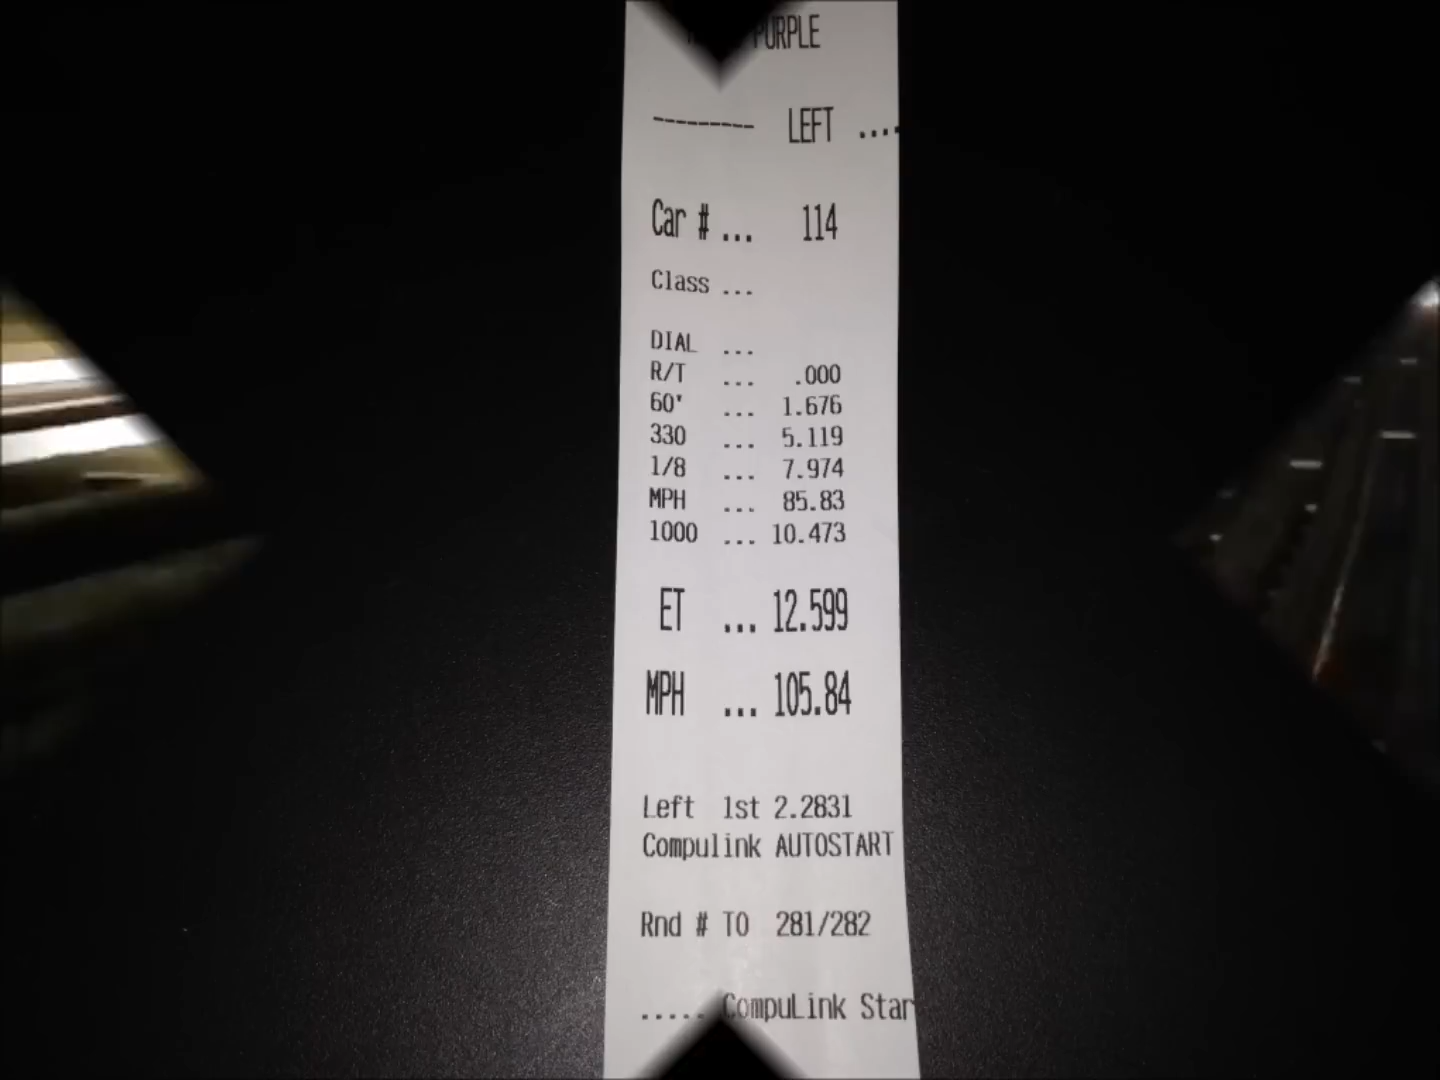 PURPLE
--------- LEFT ....
Car # ... 114
Class ...
DIAL ...
R/T ... .000
60' ... 1.676
330 ... 5.119
1/8 ... 7.974
MPH ... 85.83
1000 ... 10.473
ET ... 12.599
MPH ... 105.84
Left 1st 2.2831
Compulink AUTOSTART
Rnd # TO 281/282
..... CompuLink Star